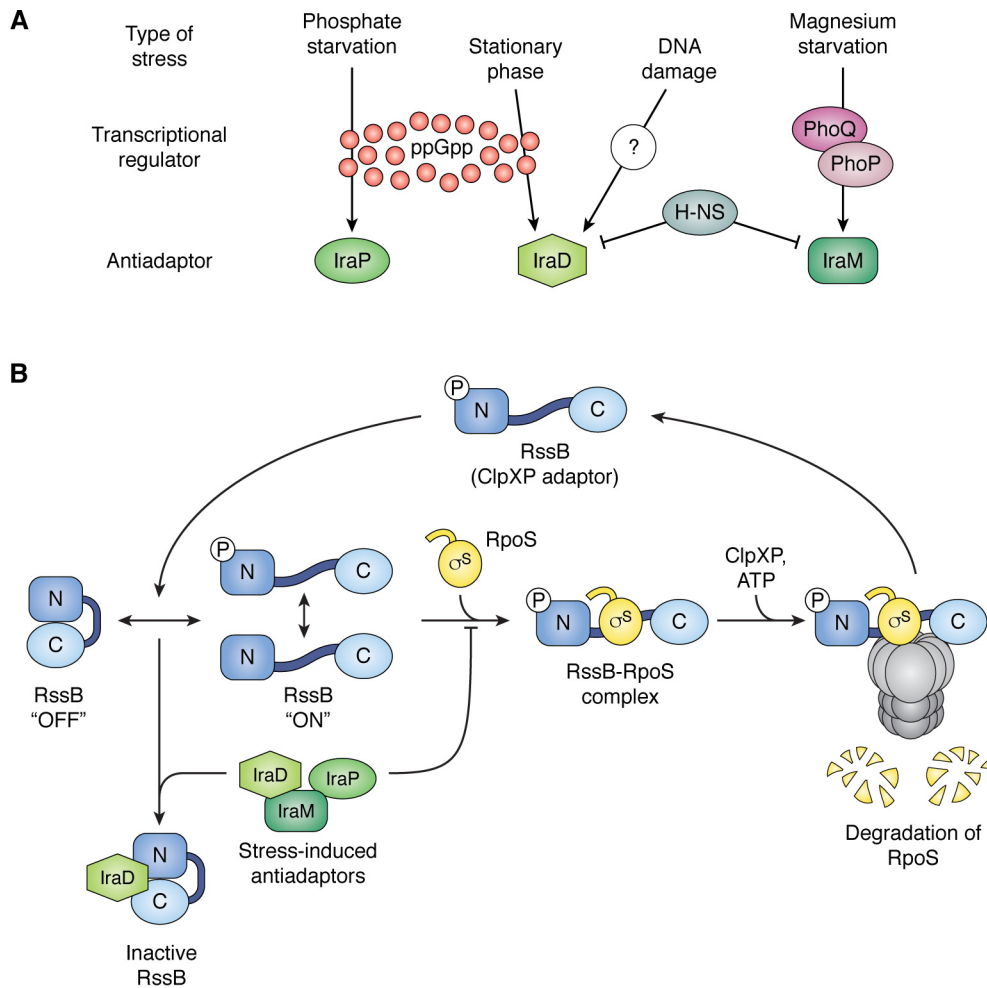 A
Type of
stress
Phosphate
starvation
Stationary
phase
DNA
damage
Magnesium
starvation
Transcriptional
regulator
ppGpp
?
PhoQ
PhoP
H-NS
Antiadaptor
IraP
IraD
IraM
B
P
N
C
RssB
(ClpXP adaptor)
N
C
RssB
“OFF”
P
N
C
N
C
RssB
“ON”
RpoS
σS
P
N
σS
C
RssB-RpoS
complex
ClpXP,
ATP
P
N
σS
C
Degradation of
RpoS
IraD
IraP
IraM
Stress-induced
antiadaptors
N
IraD
C
Inactive
RssB